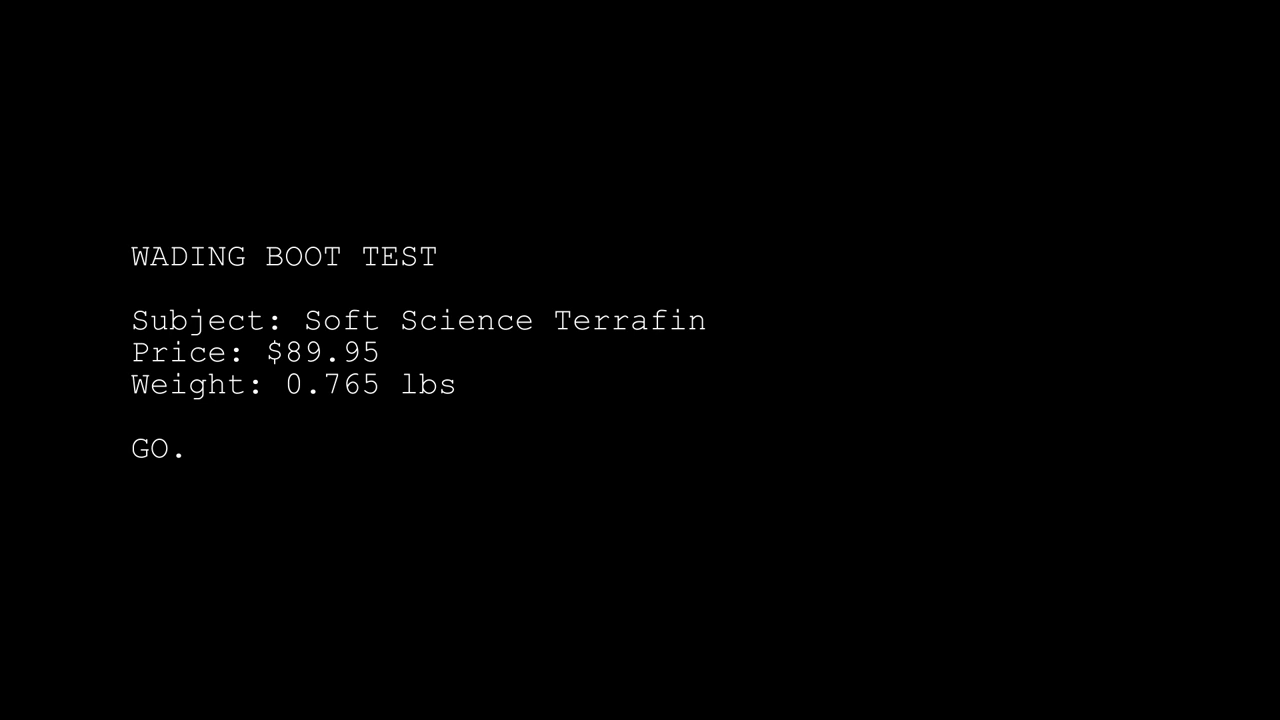 WADING BOOT TEST
Subject: Soft Science Terrafin
Price: $89.95
Weight: 0.765 lbs
GO.